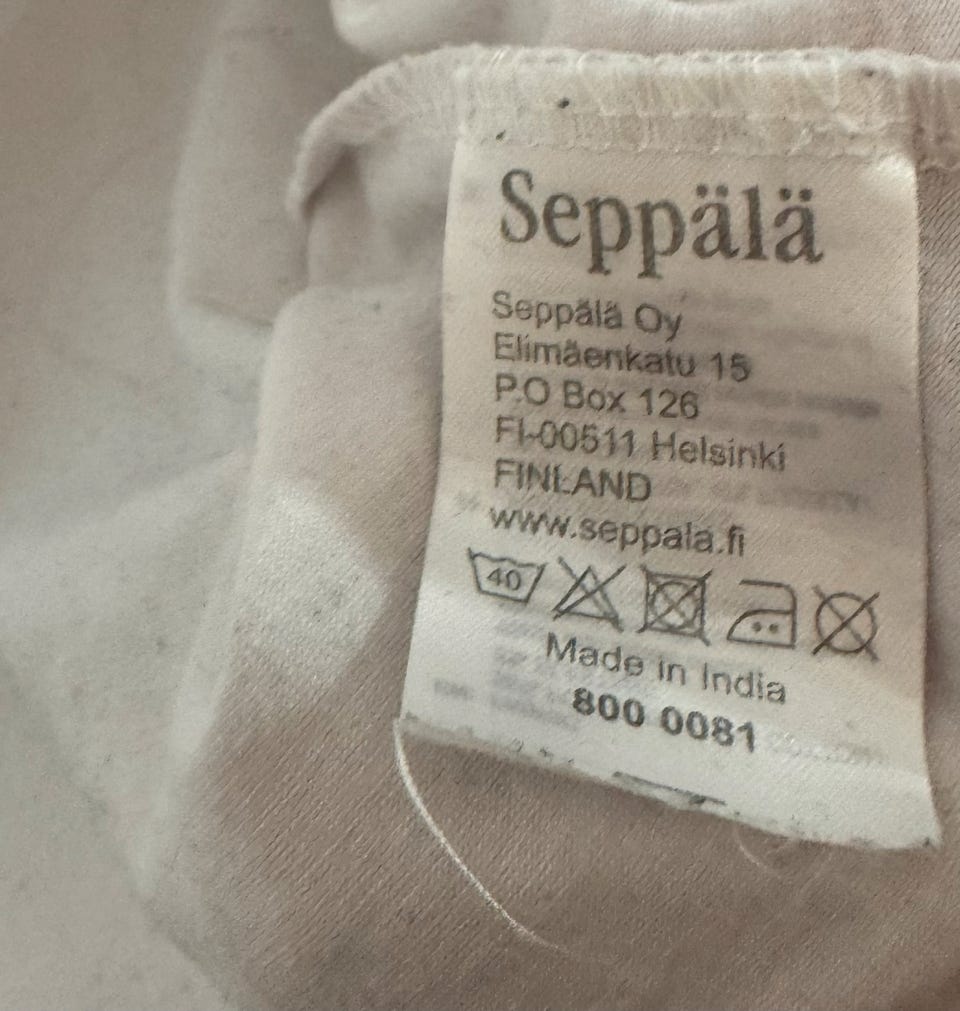 Seppälä
Seppälä Oy
Elimäenkatu 15
P.O Box 126
FI-00511 Helsinki
FINLAND
www.seppala.fi
40
Made in India
800 0081